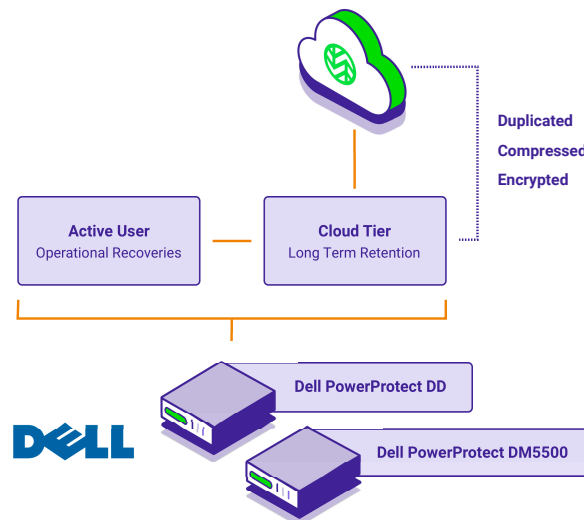 Duplicated
Compressed
Encrypted
Active User
Operational Recoveries
Cloud Tier
Long Term Retention
Dell PowerProtect DD
DELL
Dell PowerProtect DM5500